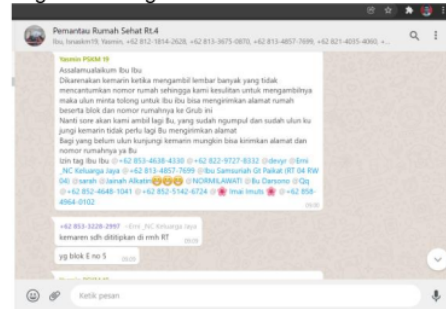 Pemantau Rumah Sehat Rt.4
Ibu, Isnaskm19, Yasmin, +62 812-1814-2628, +62 813-3675-0870, +62 813-4857-7699, +62 821-4035-4060, +...
Yasmin PSKM 19
Assalamualaikum Ibu Ibu
Dikarenakan kemarin ketika mengambil lembar banyak yang tidak
mencantumkan nomor rumah sehingga kami kesulitan untuk mengambilnya
maka ulun minta tolong untuk Ibu ibu bisa mengirimkan alamat rumah
beserta blok dan nomor rumahnya ke Grub ini
Nanti sore akan kami ambil lagi Bu, yang sudah ngumpul dan sudah ulun ku
jungi kemarin tidak perlu lagi Bu mengirimkan alamat
Bagi yang belum ulun kunjungi kemarin mungkin bisa kirimkan alamat dan
nomor rumahnya ya Bu
Izin tag Ibu Ibu @+62 853-4638-4330 @+62 822-9727-8332 @devyr @Erni
_NC Keluarga Jaya @+62 813-4857-7699 @Ibu Samsunah Gt Paikat (RT 04 RW
04) @sarah @Jainah Alkatiri @NORMILAWATI @Bu Darsono @Qq
@+62 852-4648-1041 @+62 852-5142-6724 @🌺 Imai Imuts 🌺 @+62 858-
4964-0102
+62 853-3228-2997 ~Erni _NC Keluarga Jaya
kemaren sdh dititipkan di rmh RT
09.09
yg blok E no 5
09.09
Ketik pesan